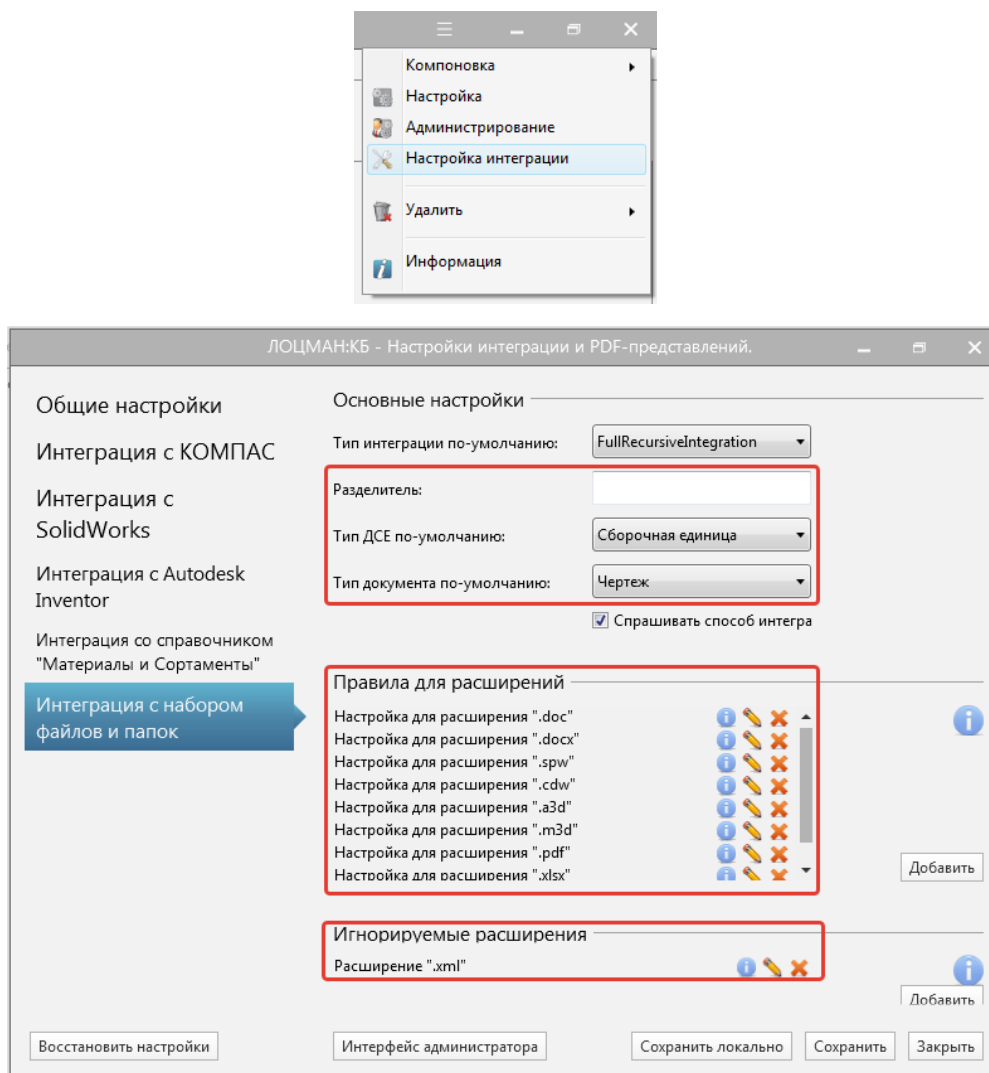 Компоновка
Настройка
Администрирование
Настройка интеграции
Удалить
Информация
ЛОЦМАН:КБ - Настройки интеграции и PDF-представлений.
Общие настройки
Интеграция с КОМПАС
Интеграция с
SolidWorks
Интеграция с Autodesk
Inventor
Интеграция со справочником
"Материалы и Сортаменты"
Интеграция с набором
файлов и папок
Основные настройки
Тип интеграции по-умолчанию: FullRecursiveIntegration
Разделитель:
Тип ДСЕ по-умолчанию: Сборочная единица
Тип документа по-умолчанию: Чертеж
Спрашивать способ интегра
Правила для расширений
Настройка для расширения ".doc"
Настройка для расширения ".docx"
Настройка для расширения ".spw"
Настройка для расширения ".cdw"
Настройка для расширения ".a3d"
Настройка для расширения ".m3d"
Настройка для расширения ".pdf"
Настройка для расширения ".xlsx"
Добавить
Игнорируемые расширения
Расширение ".xml"
Добавить
Восстановить настройки
Интерфейс администратора
Сохранить локально
Сохранить
Закрыть